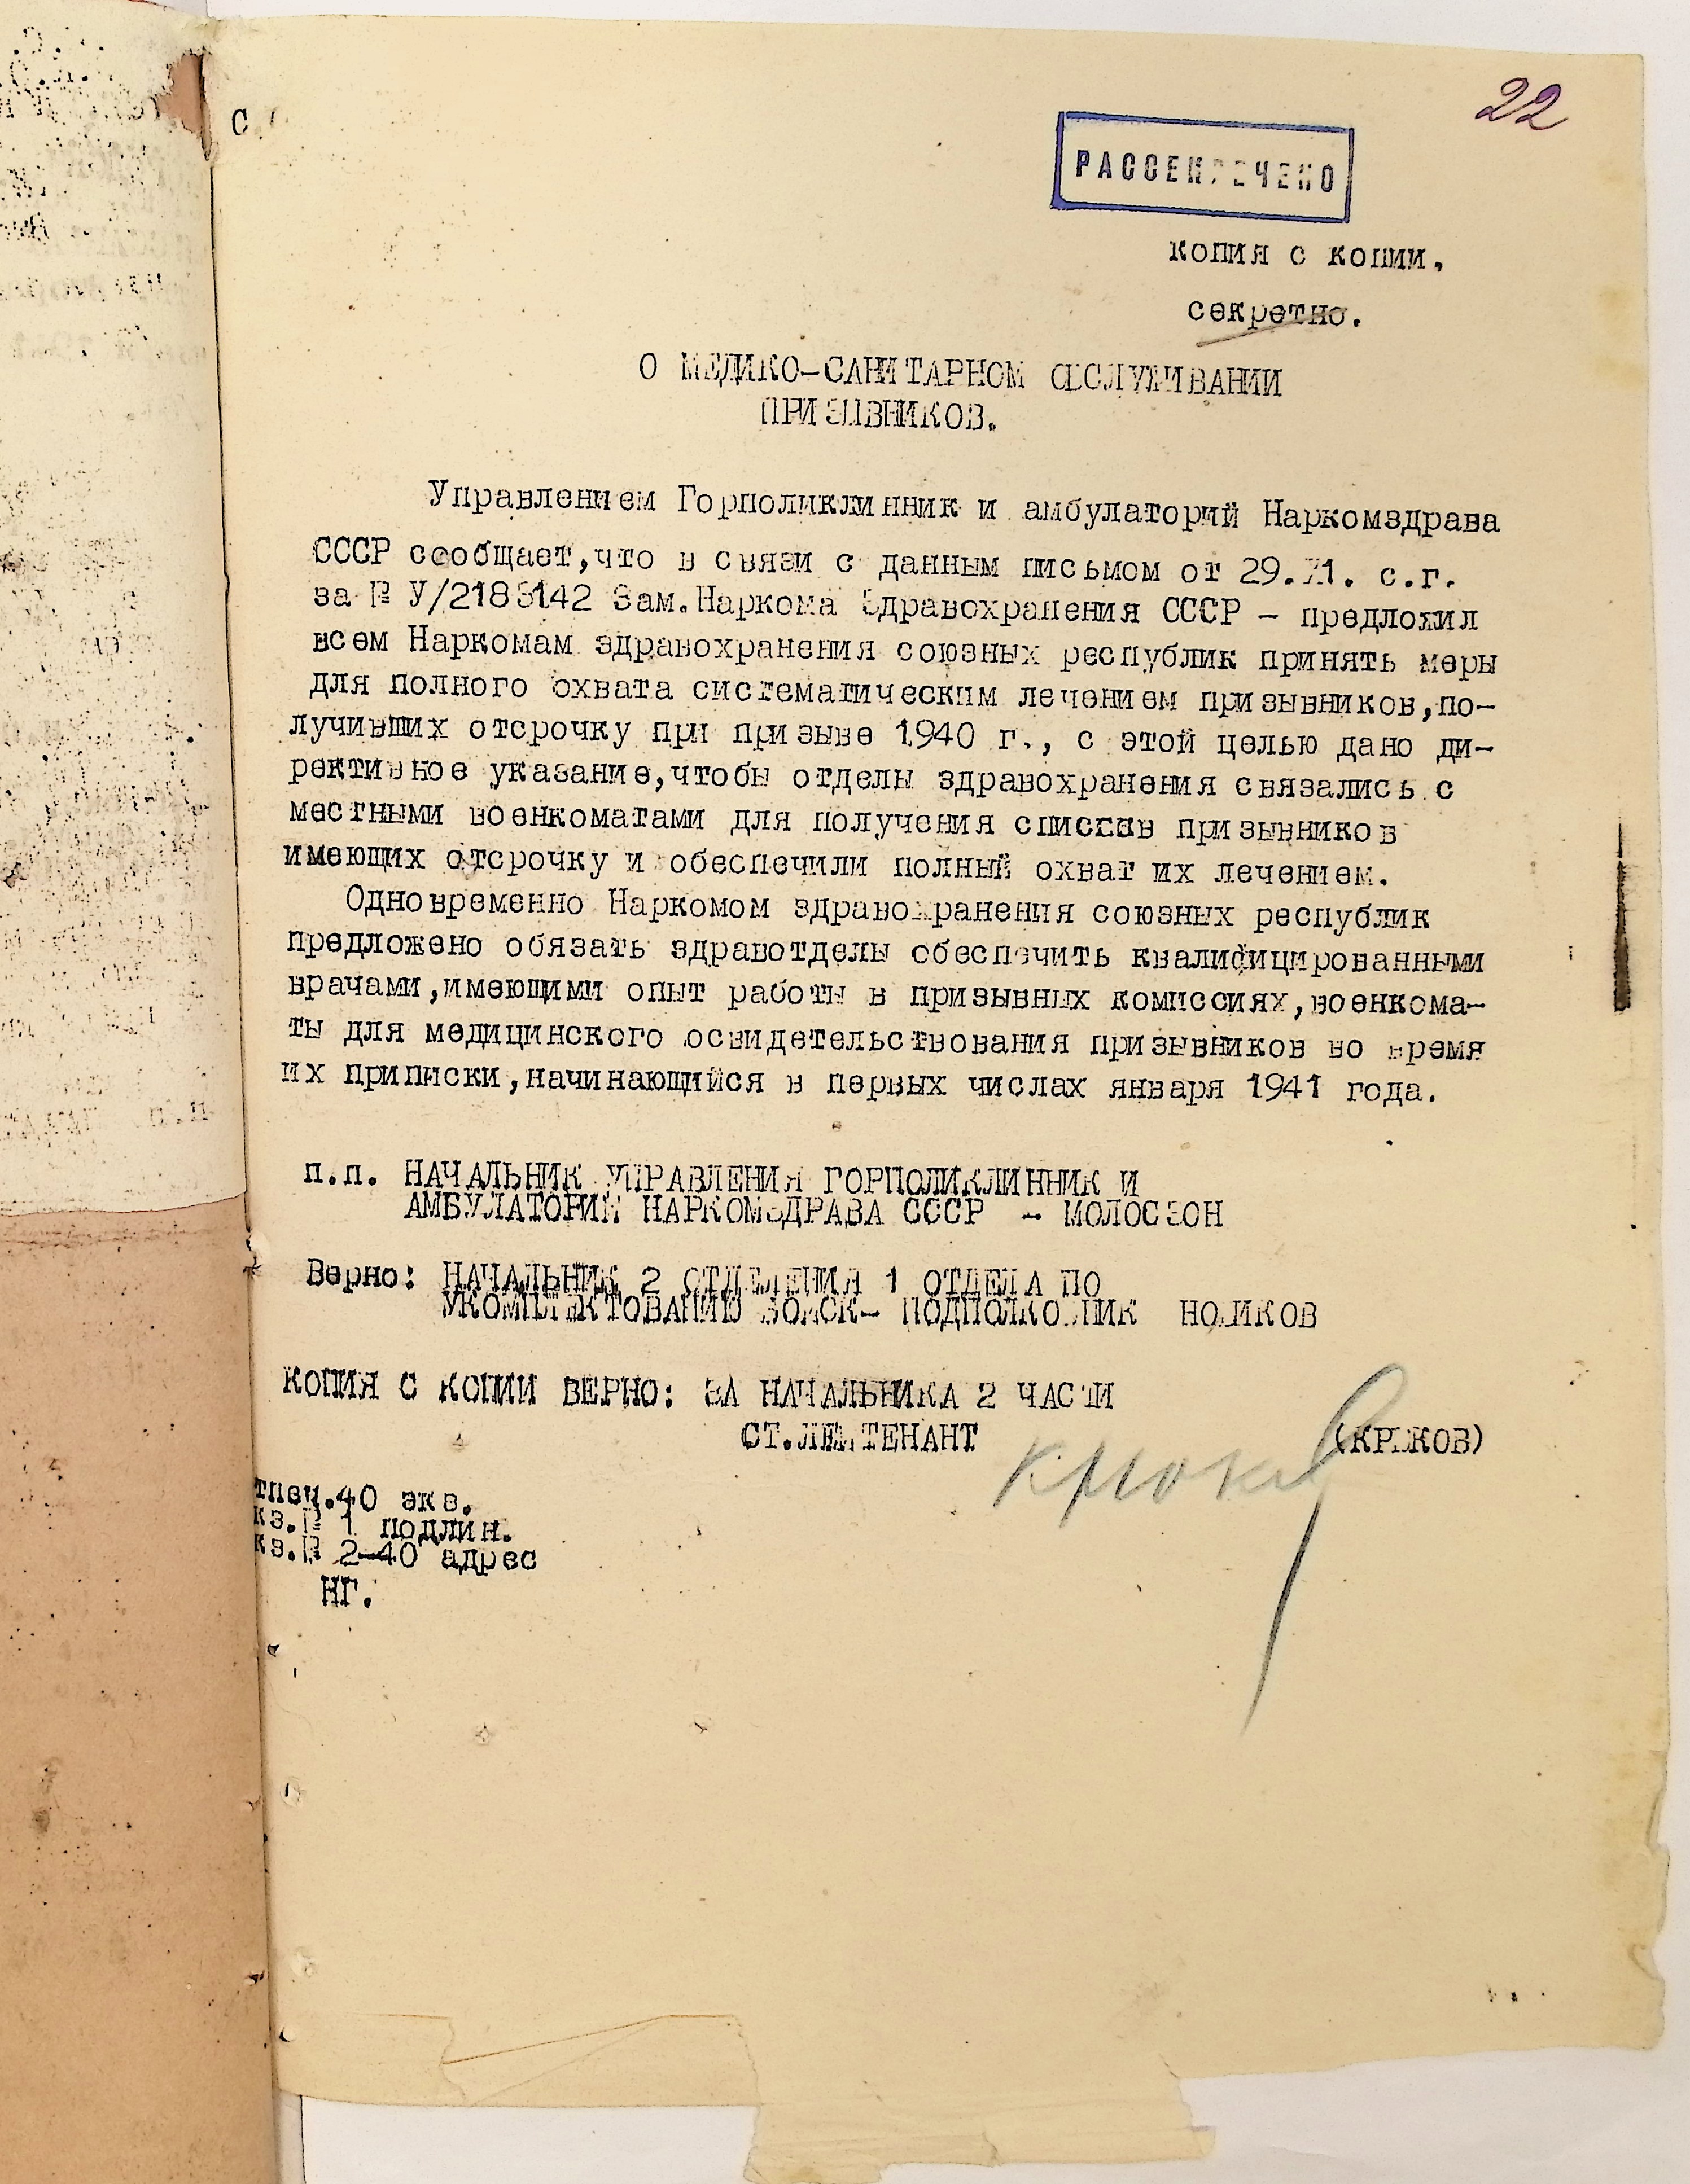 22
с.
РАССЕКРЕЧЕНО
копия с копии.
секретно.
О МЕДИКО-САНИТАРНОМ ОБСЛУЖИВАНИИ
ПРИЗЫВНИКОВ.
Управлением Горполиклинник и амбулаторий Наркомздрава
СССР сообщает,что в связи с данным письмом от 29.X1. с.г.
за № У/2183142 Зам.Наркома Здравохранения СССР - предложил
всем Наркомам здравохранения союзных республик принять меры
для полного охвата систематическим лечением призывников,по-
лучивших отсрочку при призыве 1940 г., с этой целью дано ди-
рективное указание,чтобы отделы здравохранения связались с
местными военкоматами для получения списков призывников
имеющих отсрочку и обеспечили полный охват их лечением.
Одновременно Наркомом здравохранения союзных республик
предложено обязать здравотделы обеспечить квалифицированными
врачами,имеющими опыт работы в призывных комиссиях,военкома-
ты для медицинского освидетельствования призывников во время
их приписки,начинающийся в первых числах января 1941 года.
п.п. НАЧАЛЬНИК УПРАВЛЕНИЯ ГОРПОЛИКЛИННИК И
АМБУЛАТОРИЙ НАРКОМЗДРАВА СССР - МОЛОСЗОН
Верно: НАЧАЛЬНИК 2 ОТДЕЛЕНИЯ 1 ОТДЕЛА ПО
УКОМПЛЕКТОВАНИЮ ВОЙСК- ПОДПОЛКОВНИК НОВИКОВ
КОПИЯ С КОПИИ ВЕРНО: ЗА НАЧАЛЬНИКА 2 ЧАСТИ
СТ.ЛЕЙТЕНАНТ (КРЮКОВ)
Крюков
тпеч.40 экз.
кз.№ 1 подлин.
кз.№ 2-40 адрес
НГ.